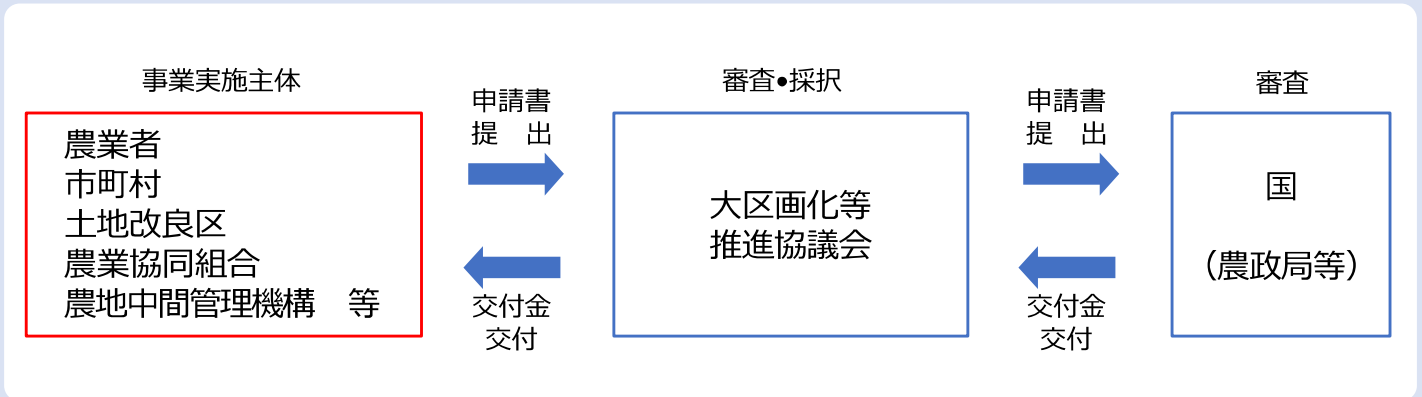 事業実施主体
農業者
市町村
土地改良区
農業協同組合
農地中間管理機構　等
申請書
提　出
交付金
交付
審査•採択
大区画化等
推進協議会
申請書
提　出
交付金
交付
審査
国
（農政局等）